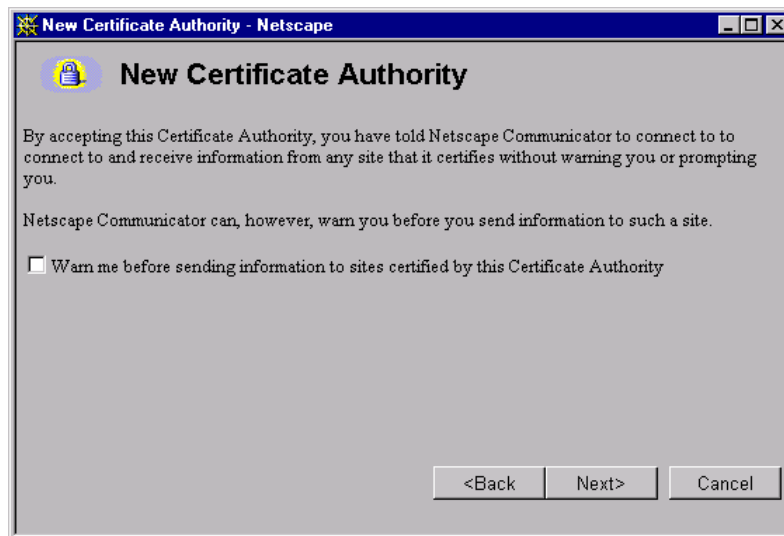 New Certificate Authority - Netscape
New Certificate Authority
By accepting this Certificate Authority, you have told Netscape Communicator to connect to to
connect to and receive information from any site that it certifies without warning you or prompting
you.
Netscape Communicator can, however, warn you before you send information to such a site.
Warn me before sending information to sites certified by this Certificate Authority
<Back Next> Cancel